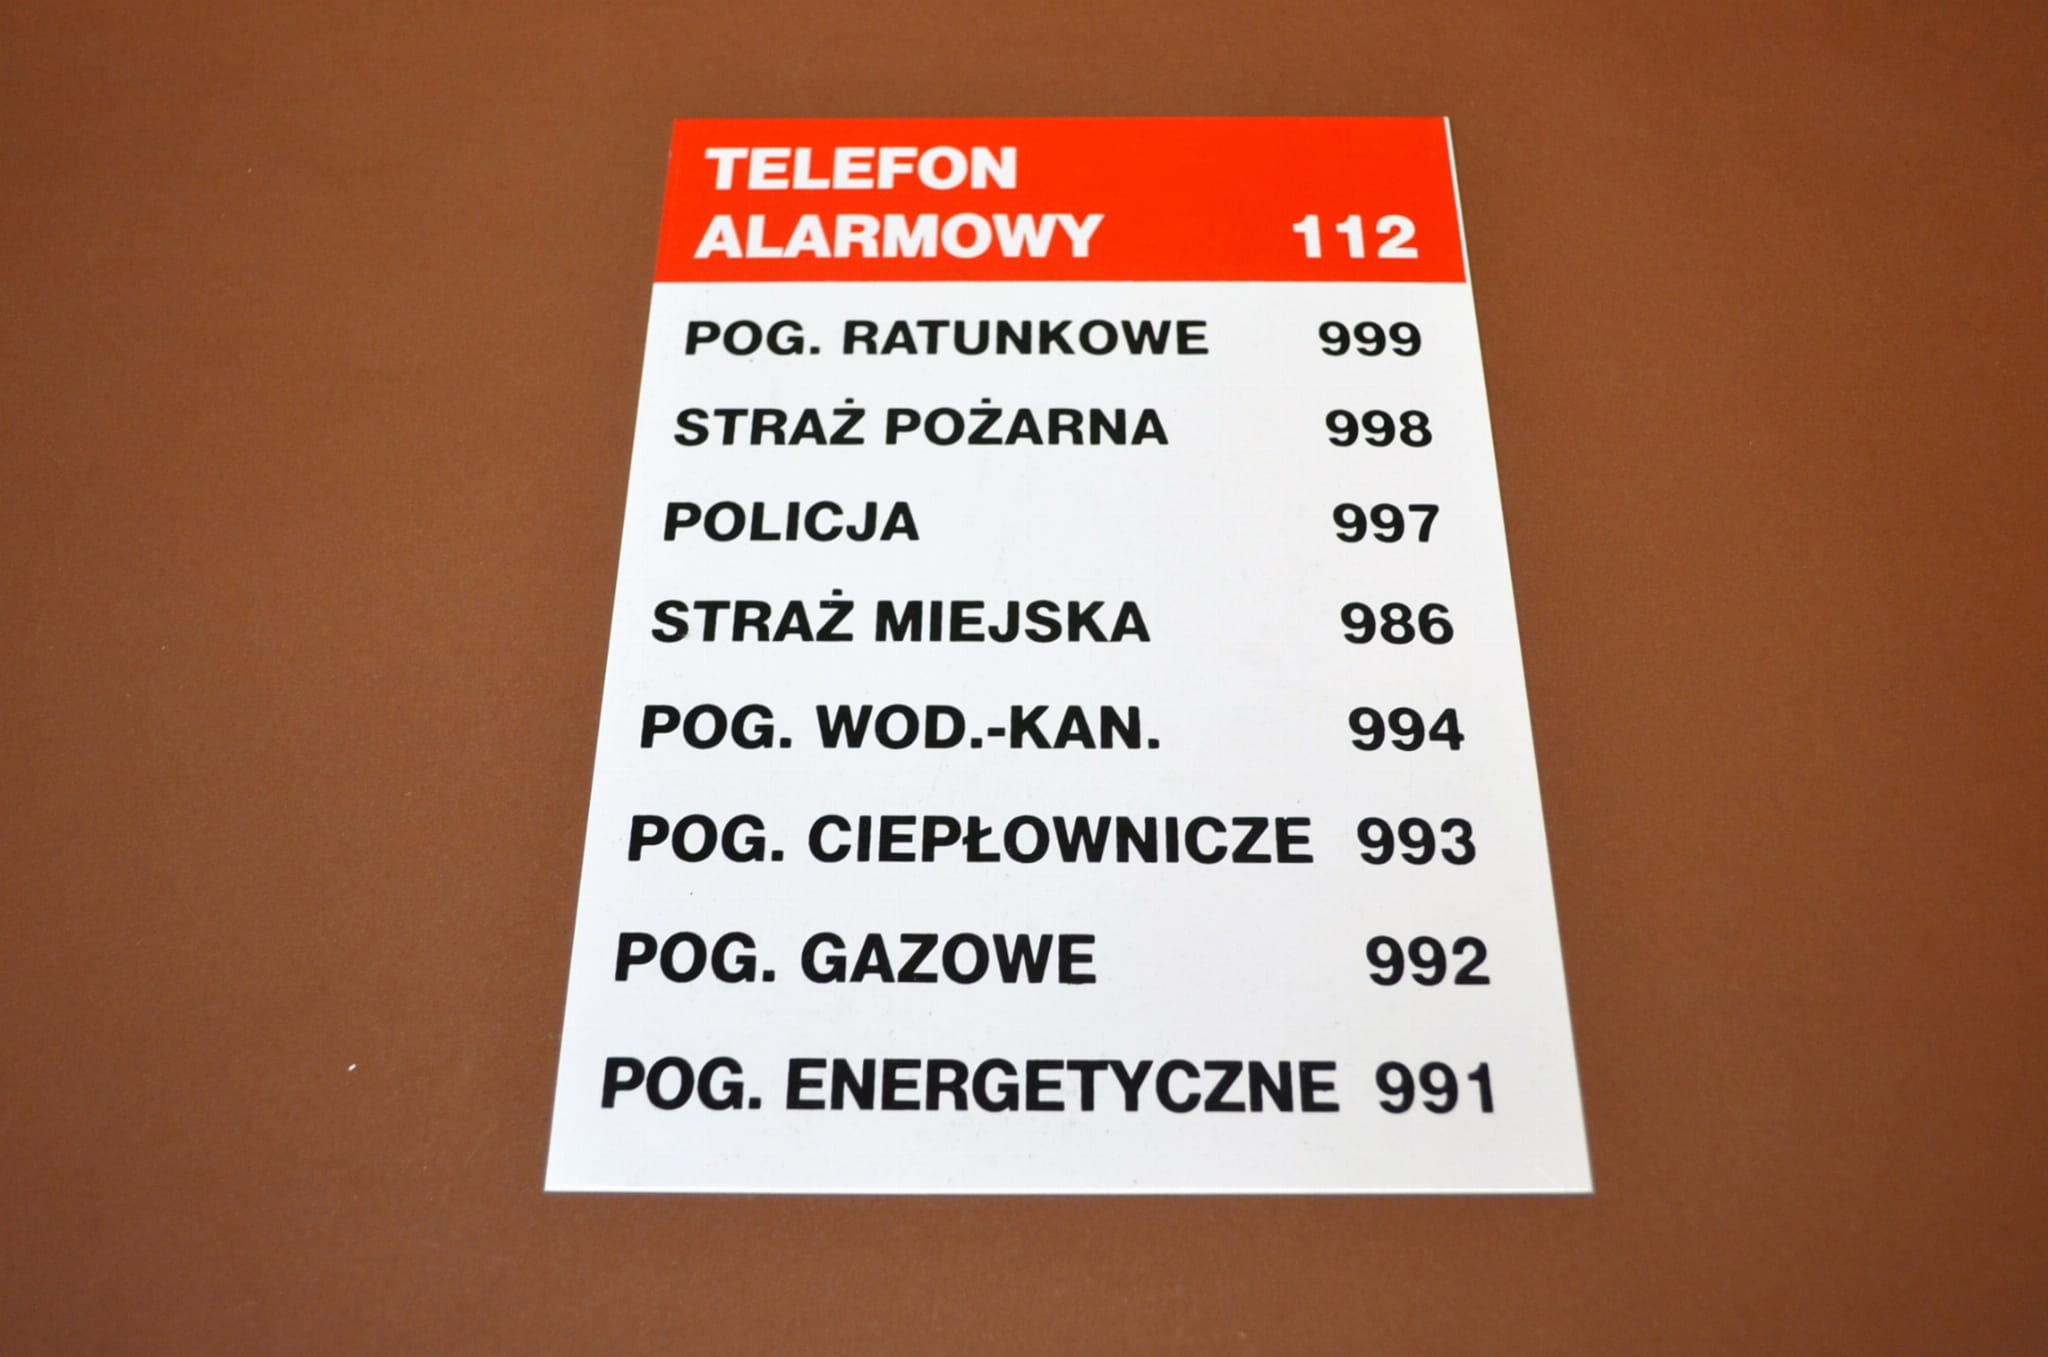 TELEFON
ALARMOWY 112
POG. RATUNKOWE 999
STRAŻ POŻARNA 998
POLICJA 997
STRAŻ MIEJSKA 986
POG. WOD.-KAN. 994
POG. CIEPŁOWNICZE 993
POG. GAZOWE 992
POG. ENERGETYCZNE 991